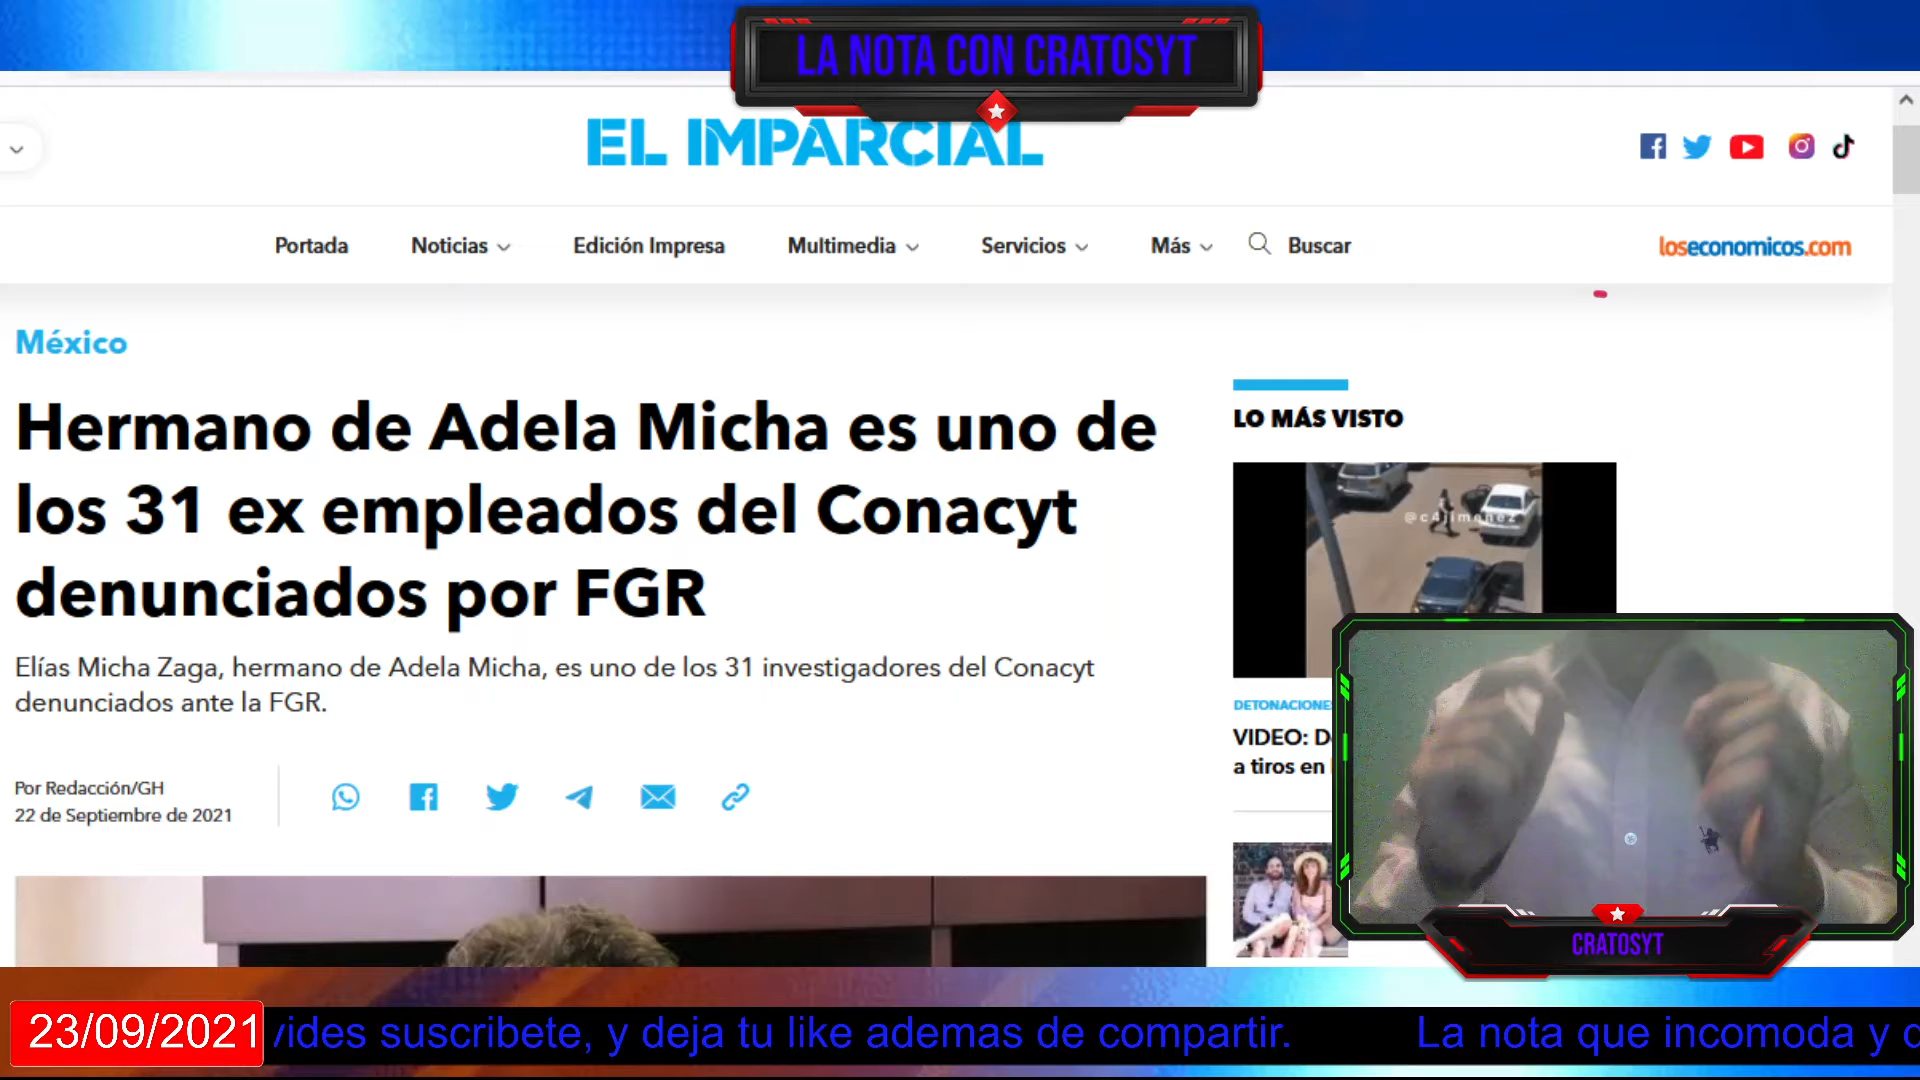 LA NOTA CON CRATOSYT
EL IMPARCIAL
Portada
Noticias
Edición Impresa
Multimedia
Servicios
Más
Buscar
loseconomicos.com
México
Hermano de Adela Micha es uno de
los 31 ex empleados del Conacyt
denunciados por FGR
Elías Micha Zaga, hermano de Adela Micha, es uno de los 31 investigadores del Conacyt
denunciados ante la FGR.
Por Redacción/GH
22 de Septiembre de 2021
LO MÁS VISTO
@c4jimenez
DETONACIONE
VIDEO: D
a tiros en
CRATOSYT
23/09/2021
vides suscribete, y deja tu like ademas de compartir.
La nota que incomoda y